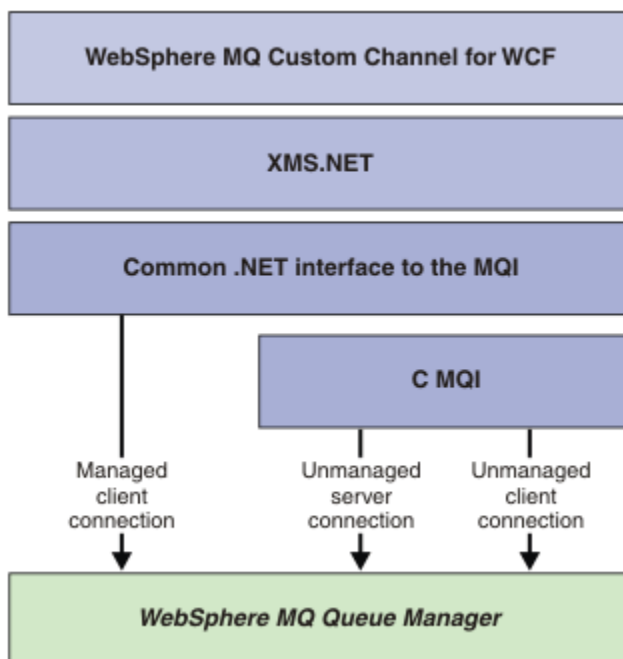 WebSphere MQ Custom Channel for WCF
XMS.NET
Common .NET interface to the MQI
C MQI
Managed
client
connection
Unmanaged
server
connection
Unmanaged
client
connection
WebSphere MQ Queue Manager